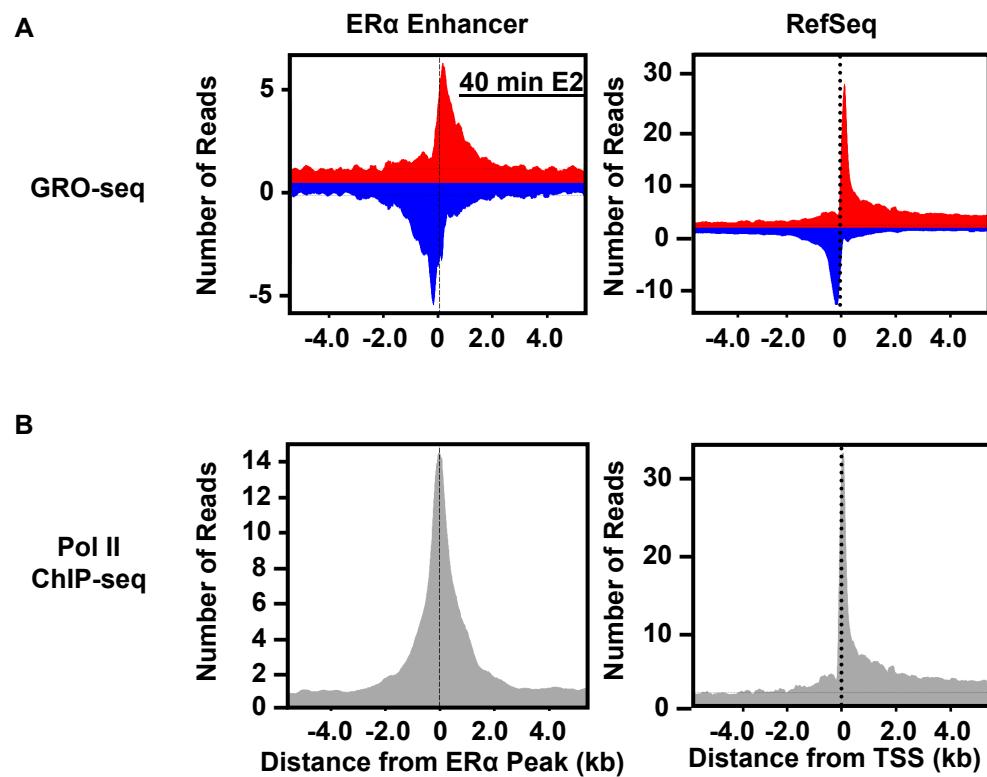 A
ERα Enhancer
RefSeq
GRO-seq
Number of Reads
5
0
-5
40 min E2
-4.0 -2.0 0 2.0 4.0
Number of Reads
30
20
10
0
-10
-4.0 -2.0 0 2.0 4.0
B
Pol II
ChIP-seq
Number of Reads
14
12
10
8
6
4
2
0
-4.0 -2.0 0 2.0 4.0
Distance from ERα Peak (kb)
Number of Reads
30
20
10
0
-4.0 -2.0 0 2.0 4.0
Distance from TSS (kb)